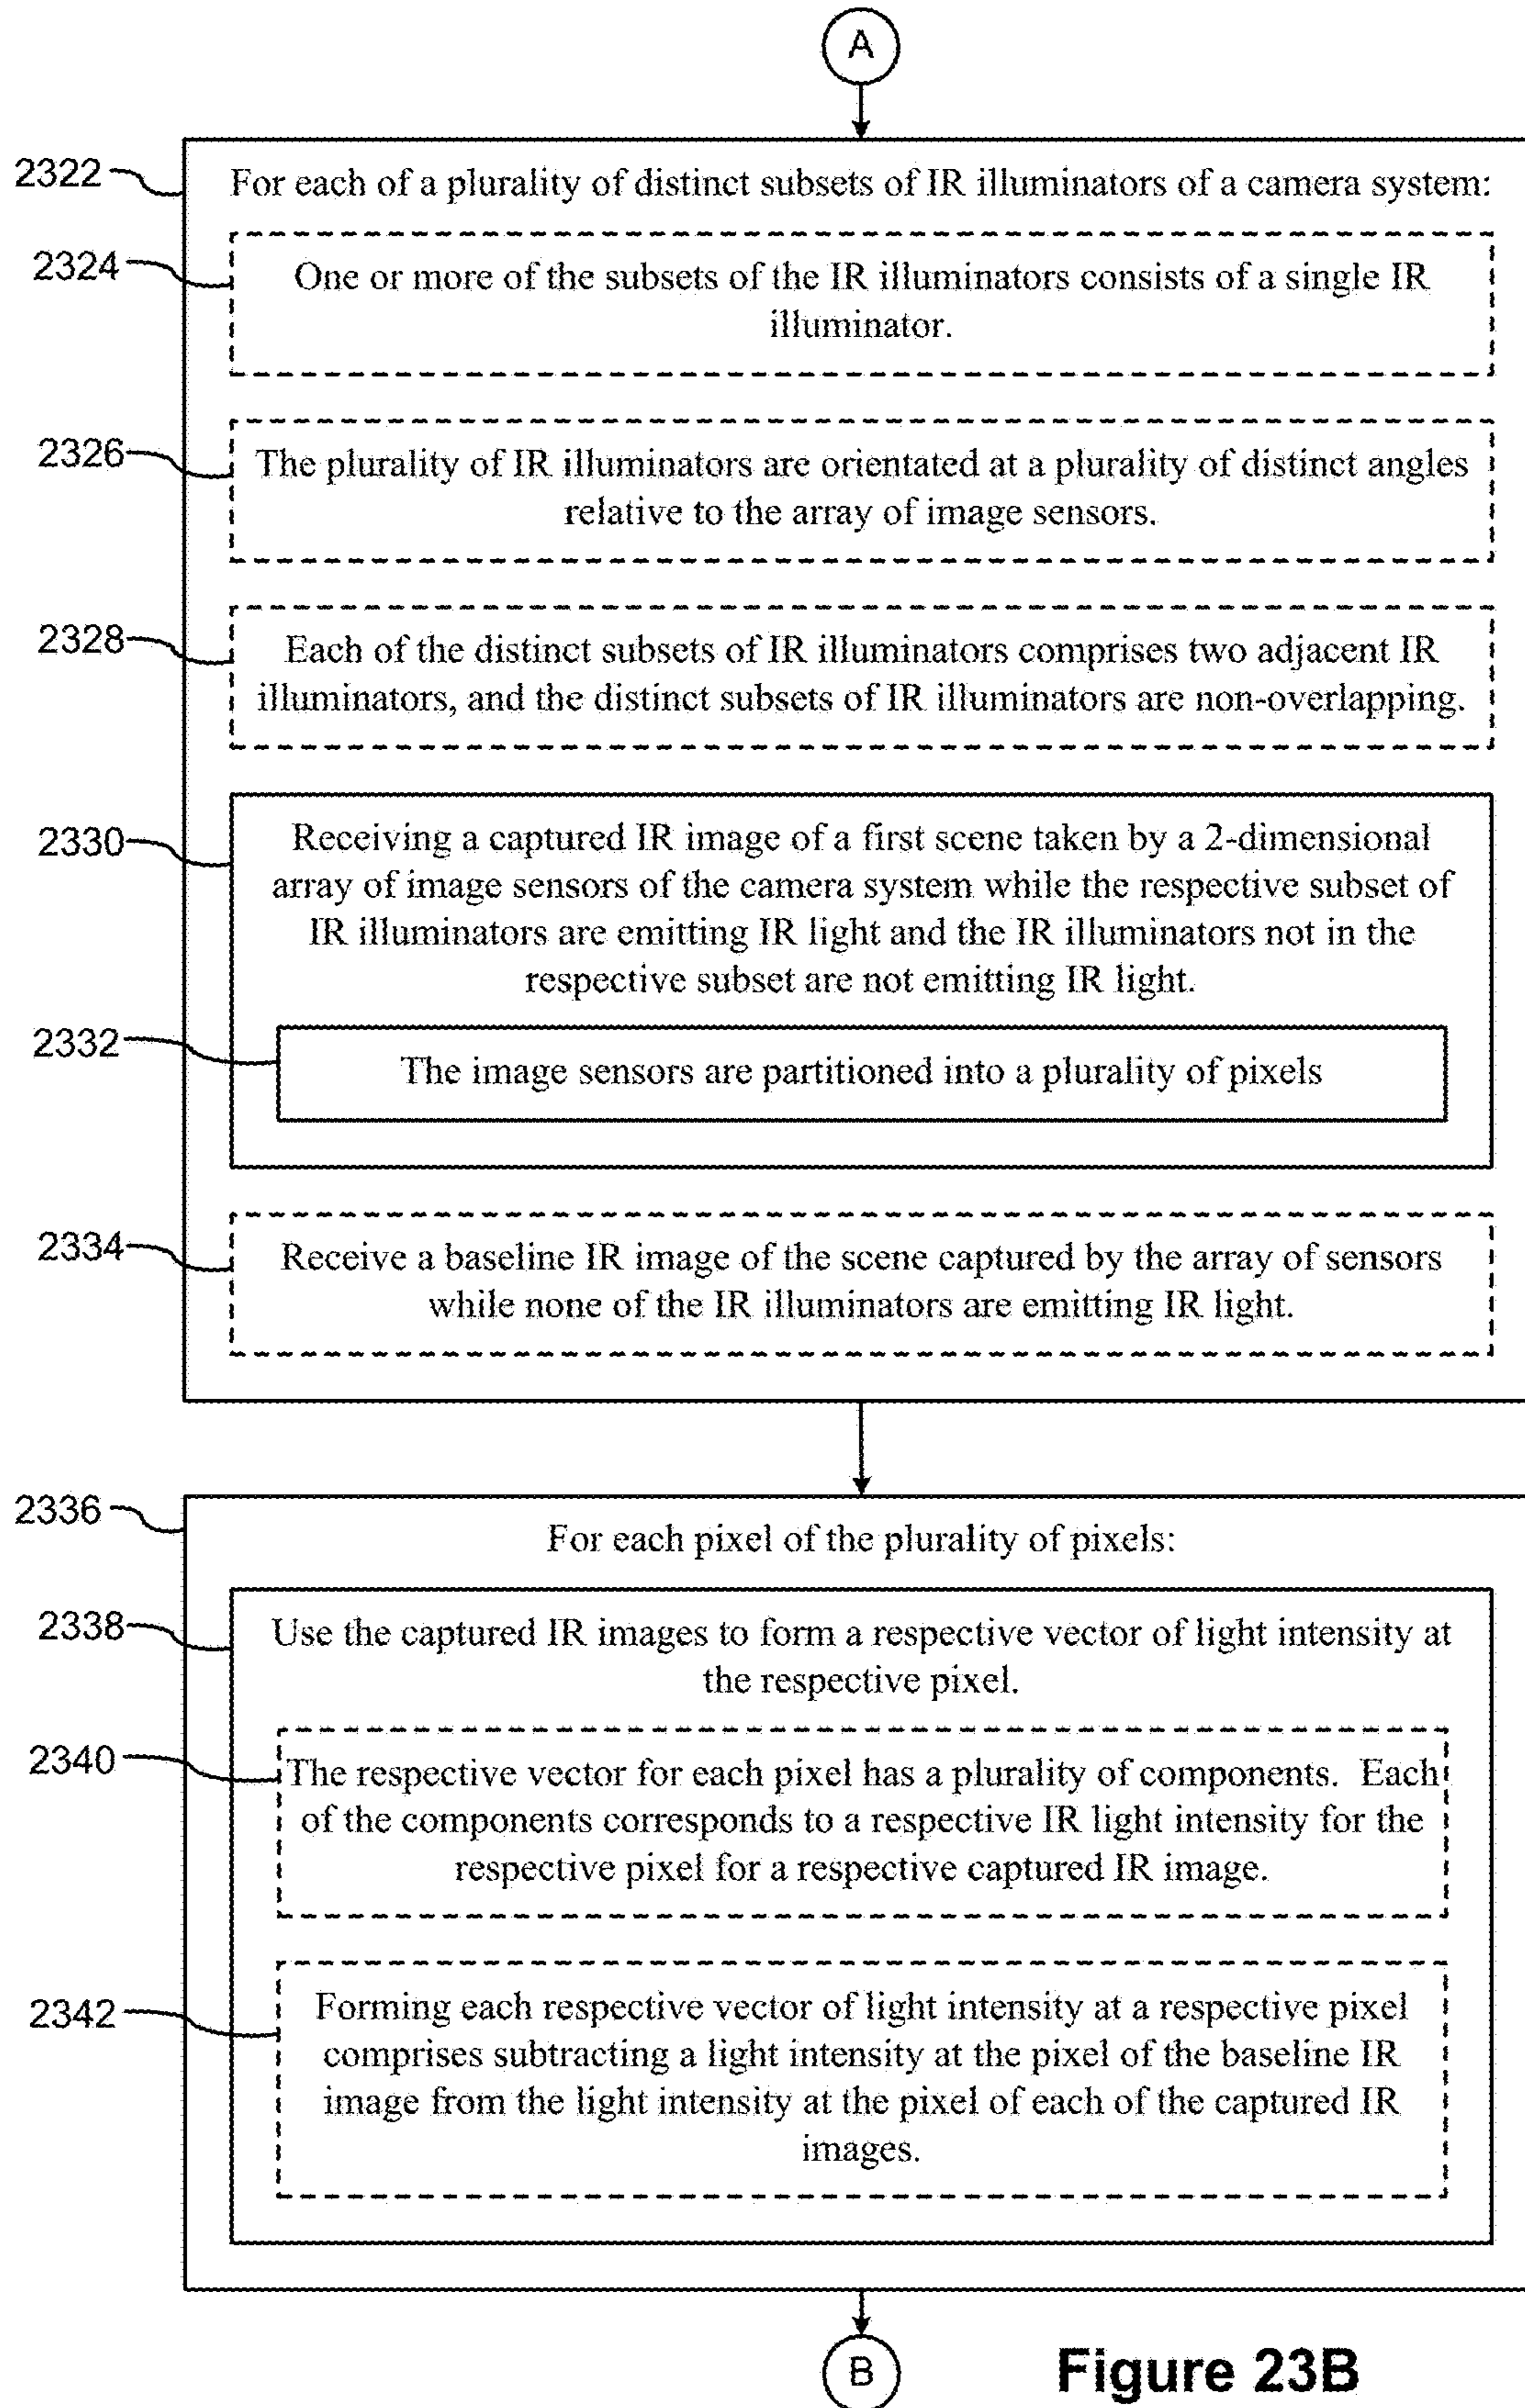 A
2322
For each of a plurality of distinct subsets of IR illuminators of a camera system:
2324
One or more of the subsets of the IR illuminators consists of a single IR
illuminator.
2326
The plurality of IR illuminators are orientated at a plurality of distinct angles
relative to the array of image sensors.
2328
Each of the distinct subsets of IR illuminators comprises two adjacent IR
illuminators, and the distinct subsets of IR illuminators are non-overlapping.
2330
Receiving a captured IR image of a first scene taken by a 2-dimensional
array of image sensors of the camera system while the respective subset of
IR illuminators are emitting IR light and the IR illuminators not in the
respective subset are not emitting IR light.
2332
The image sensors are partitioned into a plurality of pixels
2334
Receive a baseline IR image of the scene captured by the array of sensors
while none of the IR illuminators are emitting IR light.
2336
For each pixel of the plurality of pixels:
2338
Use the captured IR images to form a respective vector of light intensity at
the respective pixel.
2340
The respective vector for each pixel has a plurality of components.  Each
of the components corresponds to a respective IR light intensity for the
respective pixel for a respective captured IR image.
2342
Forming each respective vector of light intensity at a respective pixel
comprises subtracting a light intensity at the pixel of the baseline IR
image from the light intensity at the pixel of each of the captured IR
images.
B
Figure 23B